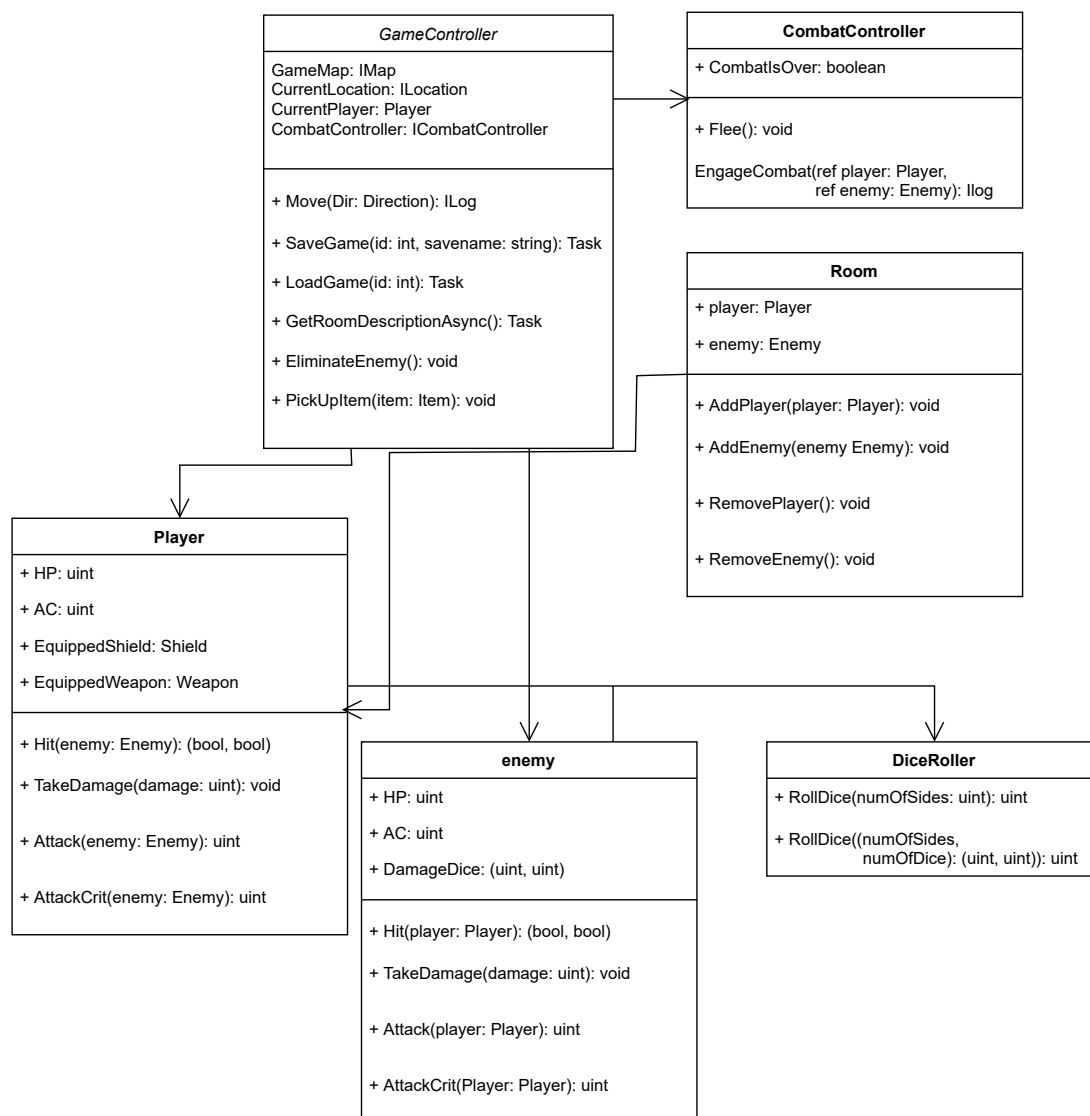 GameController
GameMap: IMap
CurrentLocation: ILocation
CurrentPlayer: Player
CombatController: ICombatController
+ Move(Dir: Direction): ILog
+ SaveGame(id: int, savename: string): Task
+ LoadGame(id: int): Task
+ GetRoomDescriptionAsync(): Task
+ EliminateEnemy(): void
+ PickUpItem(item: Item): void
CombatController
+ CombatIsOver: boolean
+ Flee(): void
EngageCombat(ref player: Player,
ref enemy: Enemy): Ilog
Room
+ player: Player
+ enemy: Enemy
+ AddPlayer(player: Player): void
+ AddEnemy(enemy Enemy): void
+ RemovePlayer(): void
+ RemoveEnemy(): void
Player
+ HP: uint
+ AC: uint
+ EquippedShield: Shield
+ EquippedWeapon: Weapon
+ Hit(enemy: Enemy): (bool, bool)
+ TakeDamage(damage: uint): void
+ Attack(enemy: Enemy): uint
+ AttackCrit(enemy: Enemy): uint
enemy
+ HP: uint
+ AC: uint
+ DamageDice: (uint, uint)
+ Hit(player: Player): (bool, bool)
+ TakeDamage(damage: uint): void
+ Attack(player: Player): uint
+ AttackCrit(Player: Player): uint
DiceRoller
+ RollDice(numOfSides: uint): uint
+ RollDice((numOfSides,
numOfDice): (uint, uint)): uint